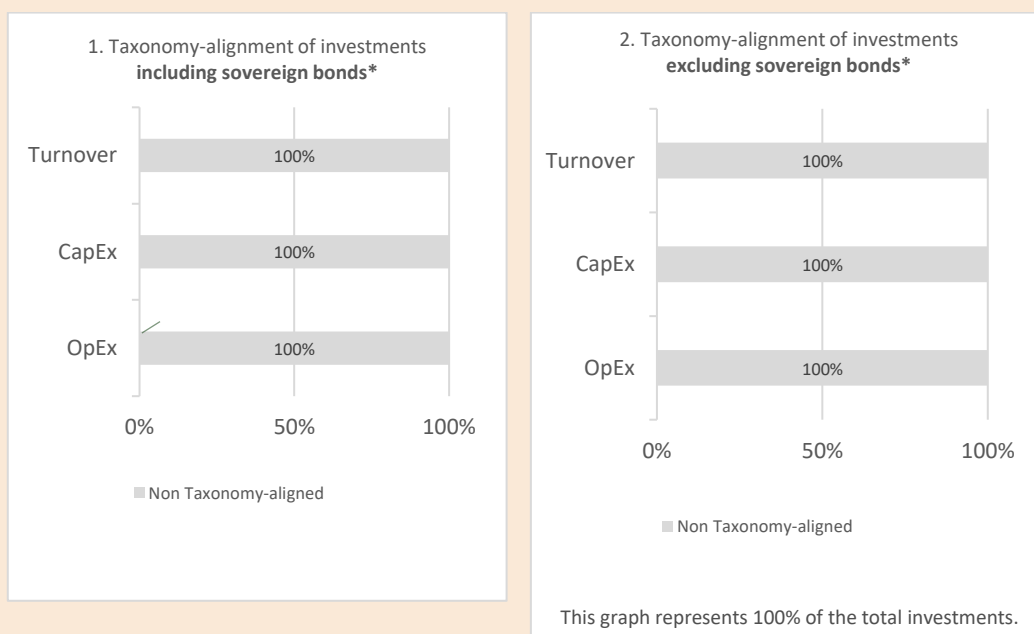 1. Taxonomy-alignment of investments
including sovereign bonds*
Turnover
100%
CapEx
100%
OpEx
100%
0% 50% 100%
Non Taxonomy-aligned
2. Taxonomy-alignment of investments
excluding sovereign bonds*
Turnover
100%
CapEx
100%
OpEx
100%
0% 50% 100%
Non Taxonomy-aligned
This graph represents 100% of the total investments.